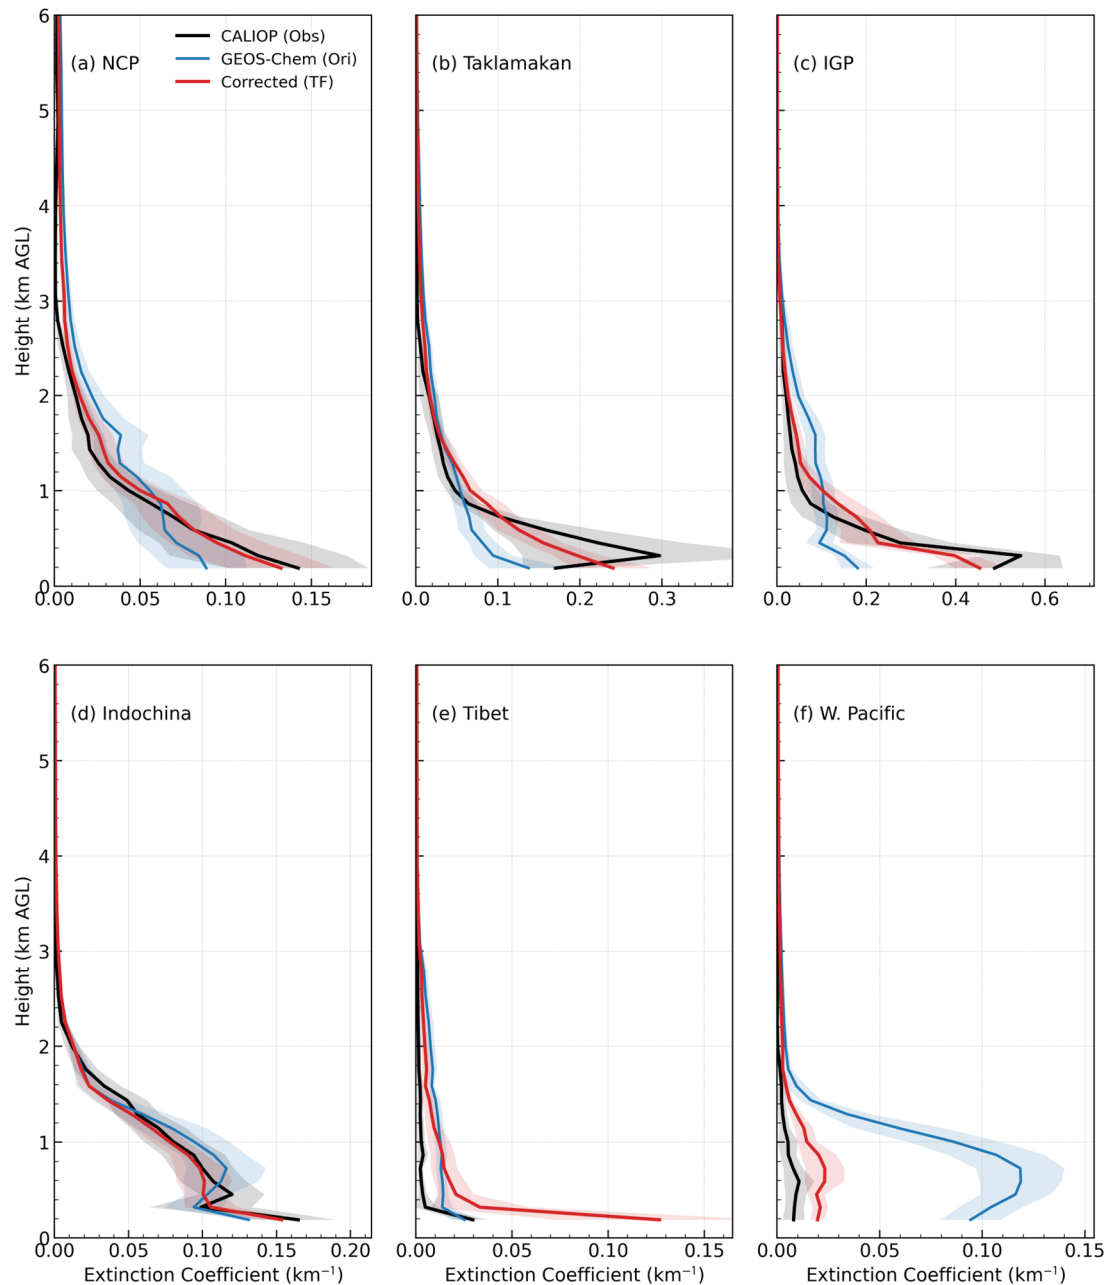 (a) NCP
CALIOP (Obs)
GEOS-Chem (Ori)
Corrected (TF)
(b) Taklamakan
(c) IGP
Height (km AGL)
6
5
4
3
2
1
0
0.00 0.05 0.10 0.15
0.0 0.1 0.2 0.3
0.0 0.2 0.4 0.6
(d) Indochina
(e) Tibet
(f) W. Pacific
Height (km AGL)
6
5
4
3
2
1
0
0.00 0.05 0.10 0.15 0.20
0.00 0.05 0.10 0.15
0.00 0.05 0.10 0.15
Extinction Coefficient (km⁻¹)
Extinction Coefficient (km⁻¹)
Extinction Coefficient (km⁻¹)